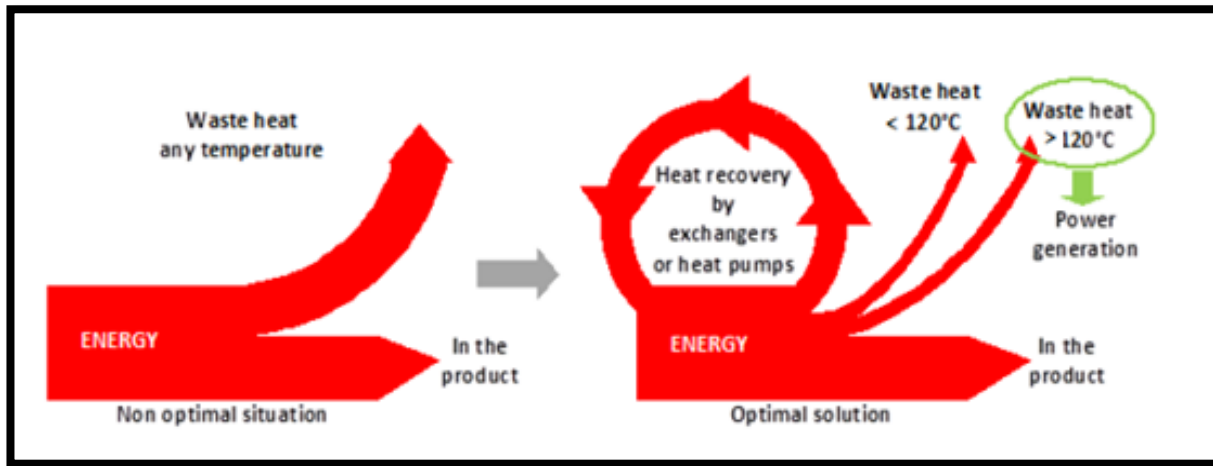 Waste heat
any temperature
ENERGY
In the
product
Non optimal situation
Heat recovery
by
exchangers
or heat pumps
Waste heat
< 120°C
Waste heat
> 120°C
Power
generation
ENERGY
In the
product
Optimal solution